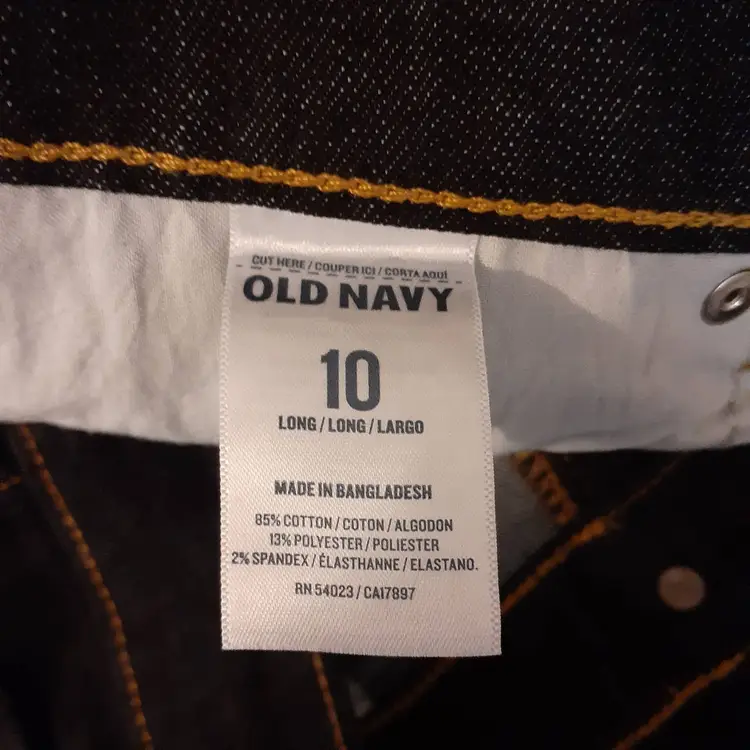 CUT HERE / COUPER ICI / CORTA AQUÍ
OLD NAVY
10
LONG / LONG / LARGO
MADE IN BANGLADESH
85% COTTON / COTON / ALGODON
13% POLYESTER / POLIESTER
2% SPANDEX / ÉLASTHANNE / ELASTANO.
RN 54023 / CA17897